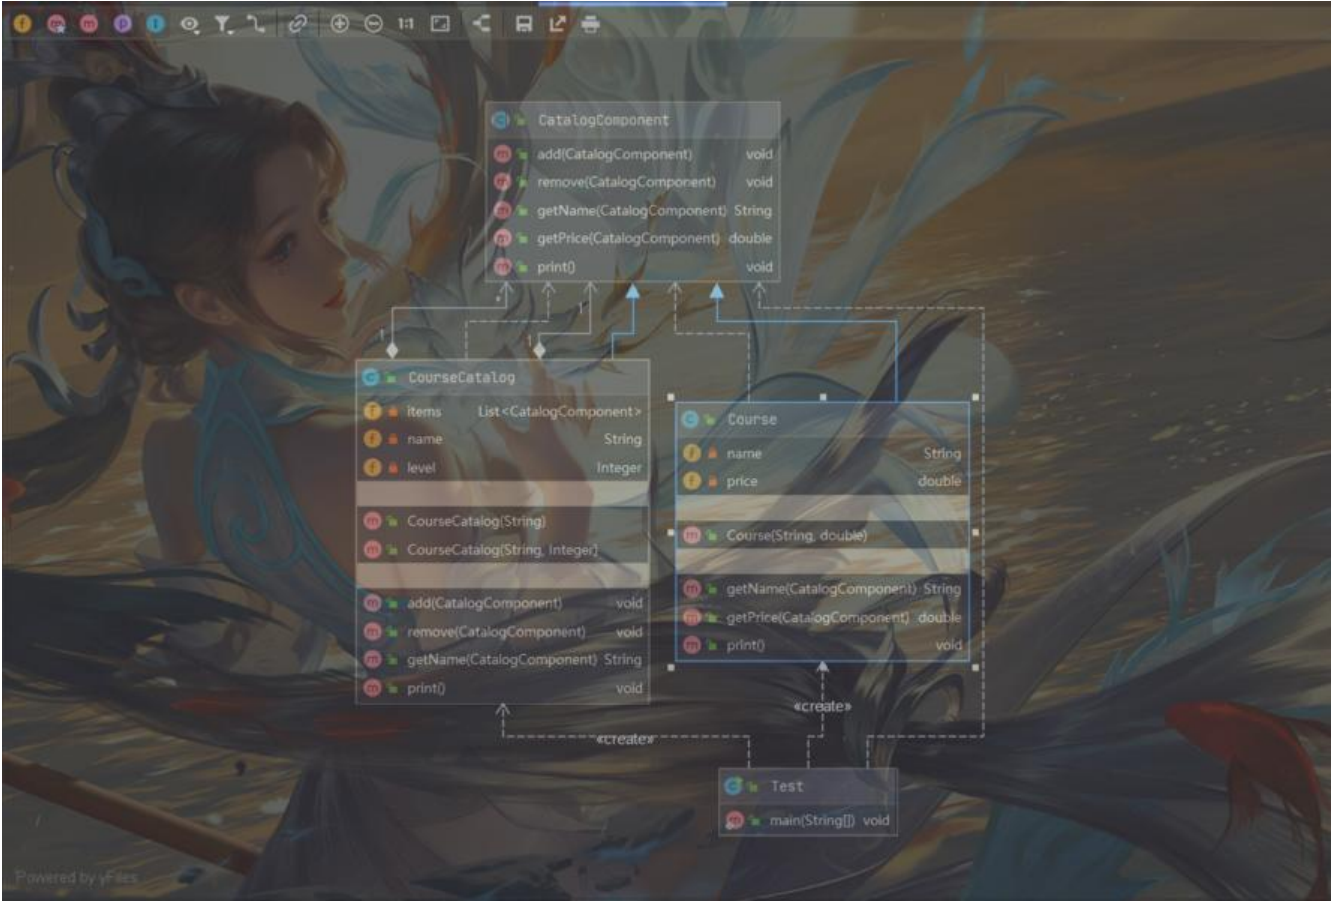 1:1
CatalogComponent
add(CatalogComponent) void
remove(CatalogComponent) void
getName(CatalogComponent) String
getPrice(CatalogComponent) double
print() void
*
1
1
1
CourseCatalog
items List<CatalogComponent>
name String
level Integer
CourseCatalog(String)
CourseCatalog(String, Integer)
add(CatalogComponent) void
remove(CatalogComponent) void
getName(CatalogComponent) String
print() void
Course
name String
price double
Course(String, double)
getName(CatalogComponent) String
getPrice(CatalogComponent) double
print() void
«create»
«create»
Test
main(String[]) void
Powered by yFiles